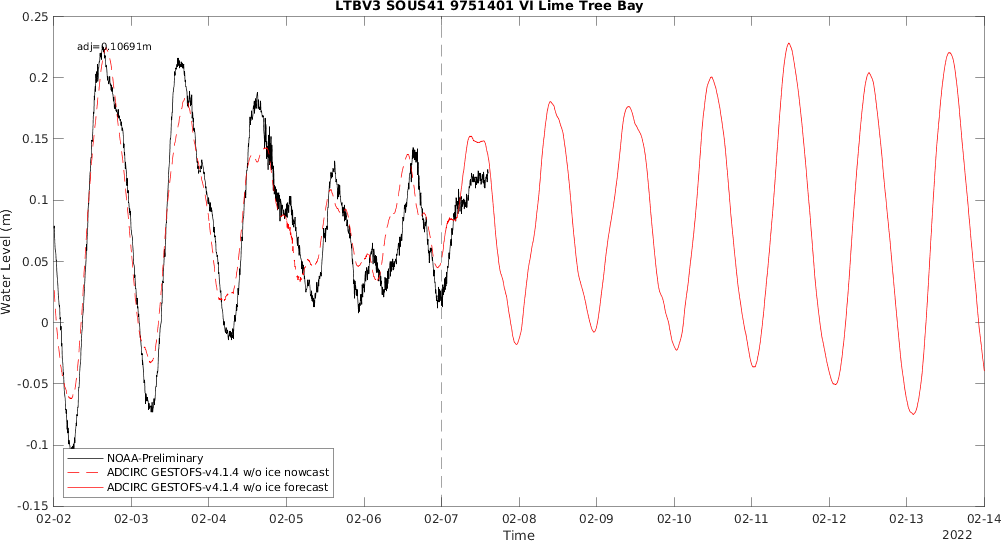 LTBV3 SOUS41 9751401 VI Lime Tree Bay
0.25
adj=0.10691m
0.2
0.15
0.1
0.05
0
-0.05
-0.1
-0.15
Water Level (m)
NOAA-Preliminary
ADCIRC GESTOFS-v4.1.4 w/o ice nowcast
ADCIRC GESTOFS-v4.1.4 w/o ice forecast
02-02 02-03 02-04 02-05 02-06 02-07 02-08 02-09 02-10 02-11 02-12 02-13 02-14
Time
2022